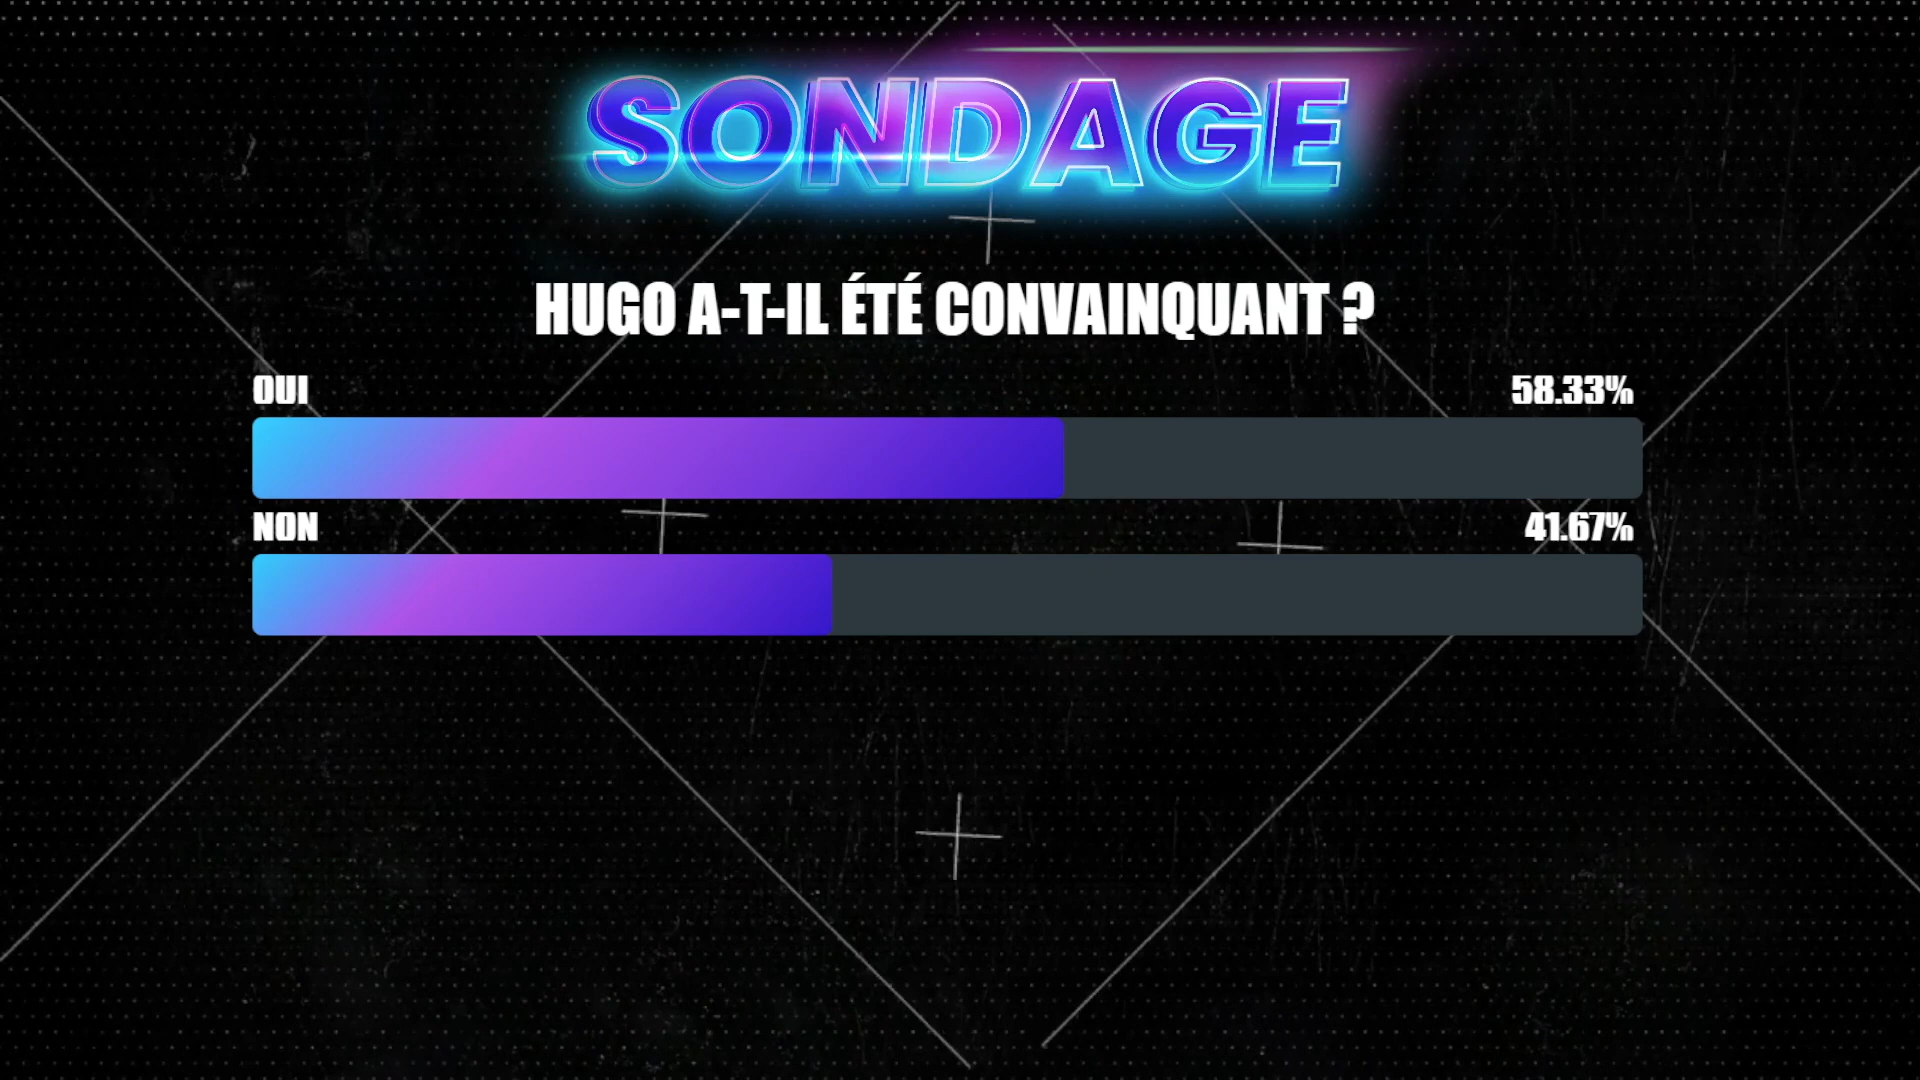 SONDAGE
HUGO A-T-IL ÉTÉ CONVAINQUANT ?
OUI 58.33%
NON 41.67%